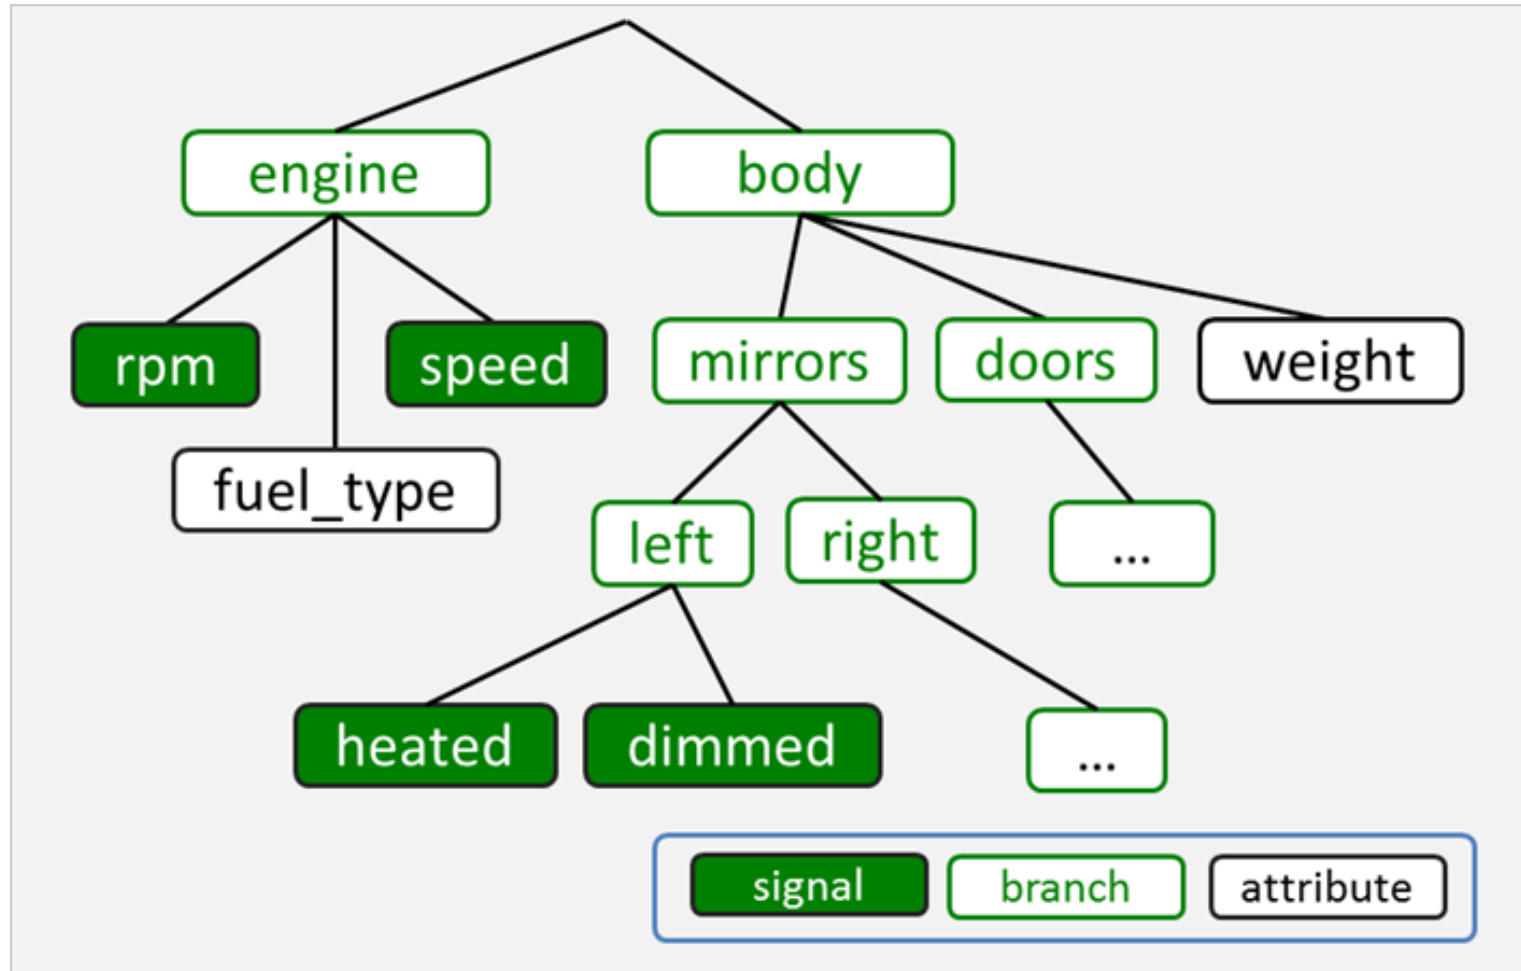 engine
body
rpm
speed
mirrors
doors
weight
fuel_type
left
right
...
heated
dimmed
...
signal
branch
attribute